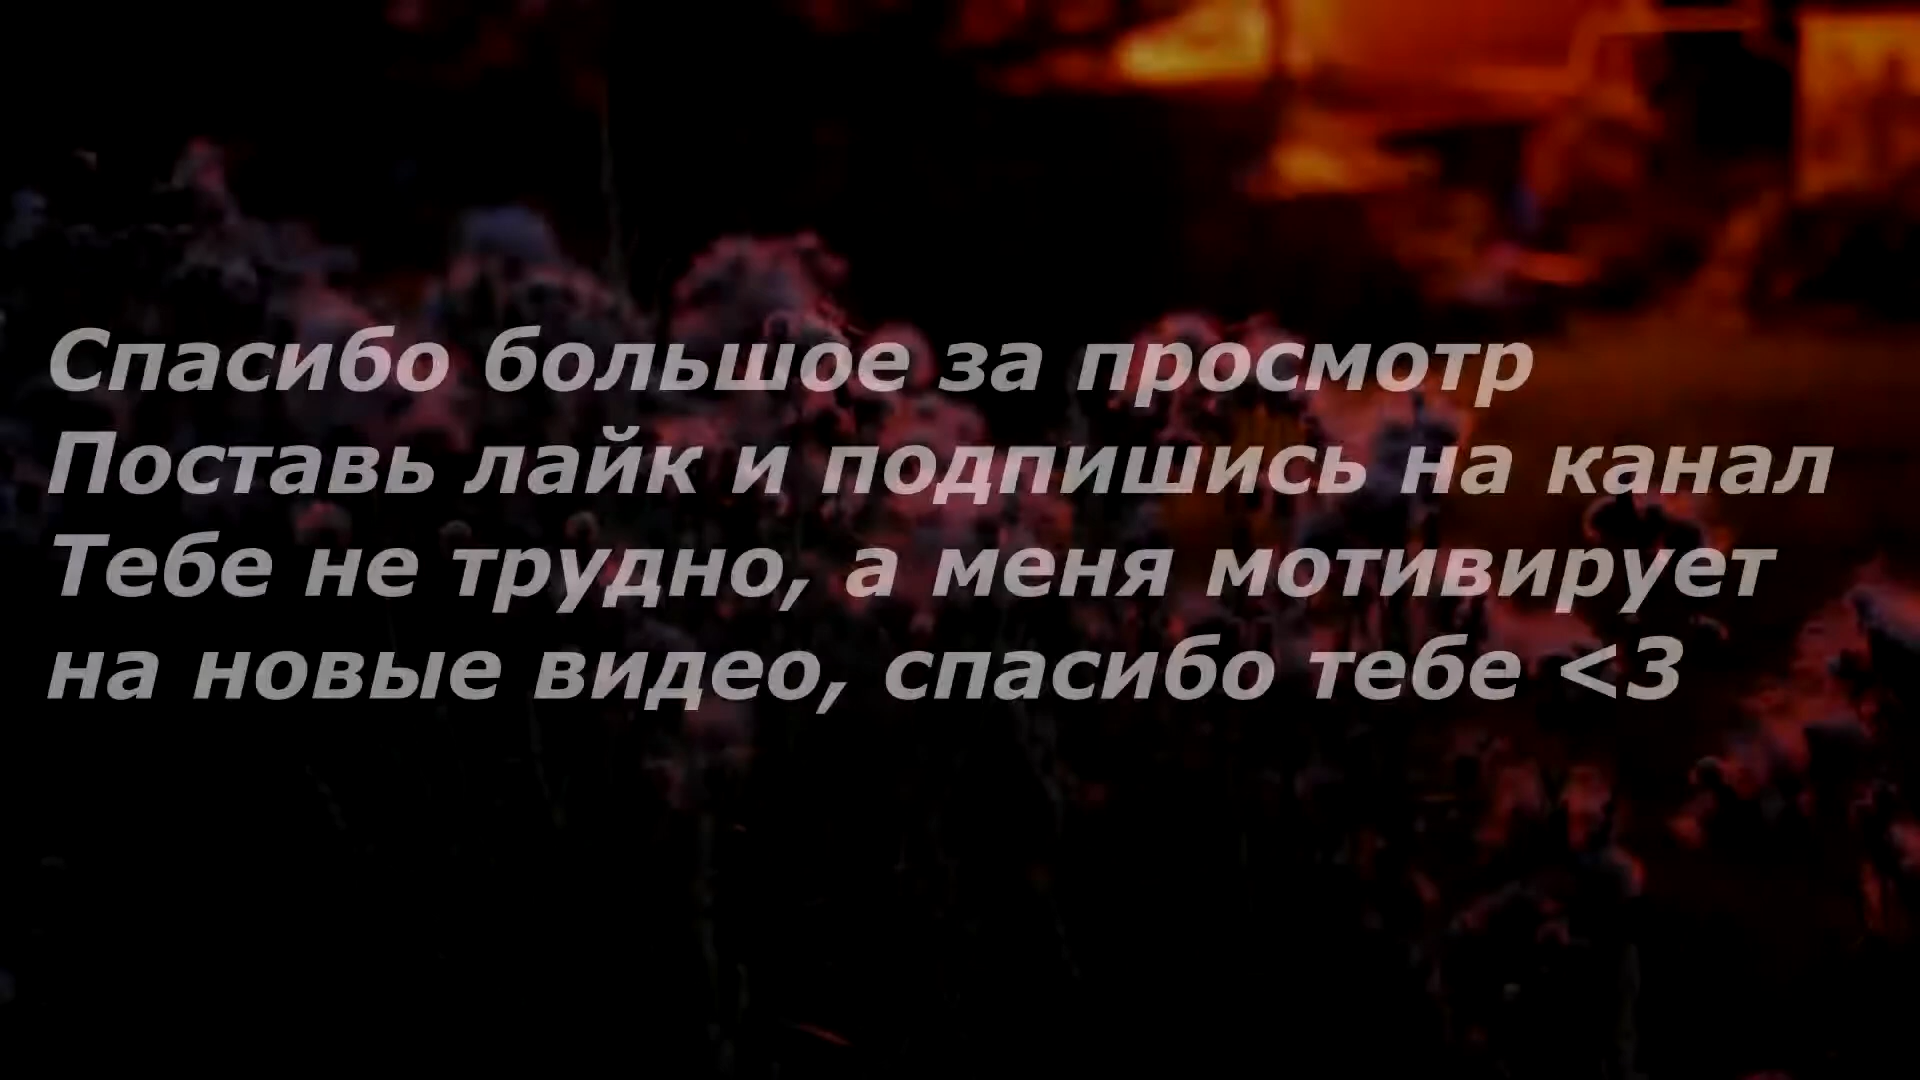 Спасибо большое за просмотр
Поставь лайк и подпишись на канал
Тебе не трудно, а меня мотивирует
на новые видео, спасибо тебе <3